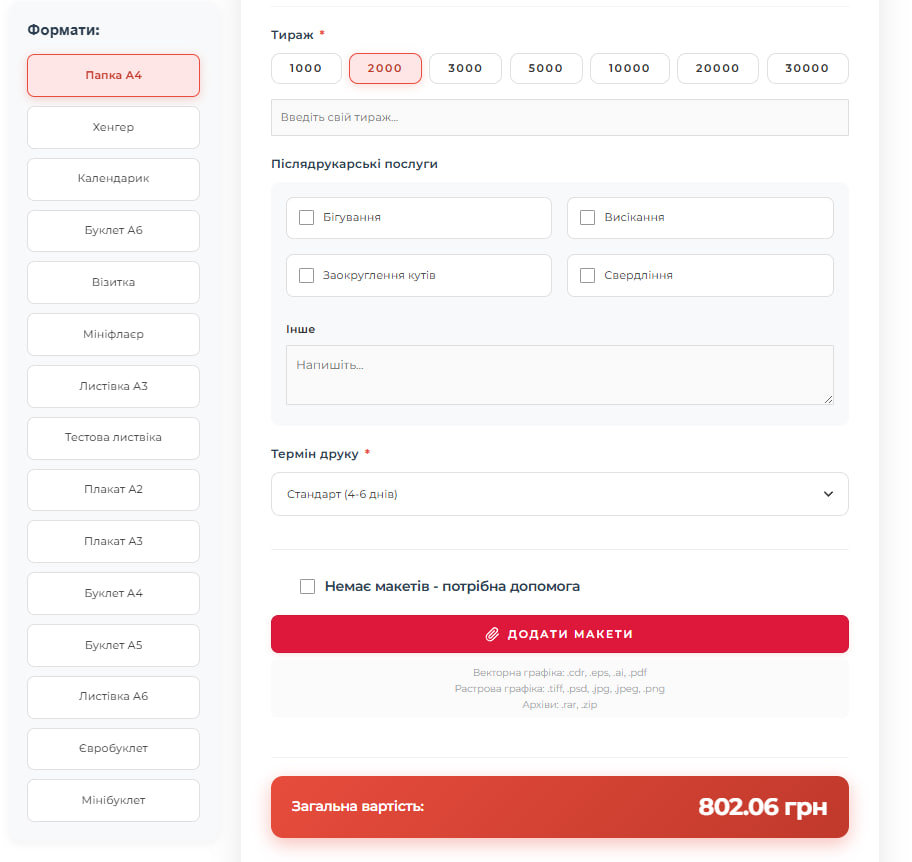 Формати:
Папка А4
Хенгер
Календарик
Буклет А6
Візитка
Мініфлаєр
Листівка А3
Тестова листвіка
Плакат А2
Плакат А3
Буклет А4
Буклет А5
Листівка А6
Євробуклет
Мінібуклет
Тираж *
1000 2000 3000 5000 10000 20000 30000
Введіть свій тираж...
Післядрукарські послуги
Бігування Висікання
Заокруглення кутів Свердління
Інше
Напишіть...
Термін друку *
Стандарт (4-6 днів)
Немає макетів - потрібна допомога
ДОДАТИ МАКЕТИ
Векторна графіка: .cdr, .eps, .ai, .pdf
Растрова графіка: .tiff, .psd, .jpg, .jpeg, .png
Архіви: .rar, .zip
Загальна вартість: 802.06 грн